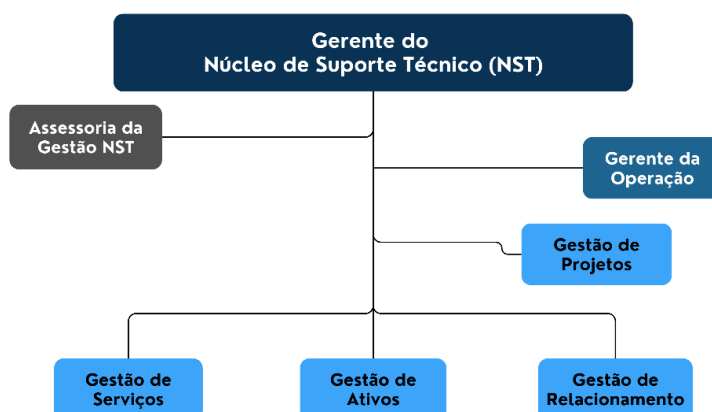 Gerente do
Núcleo de Suporte Técnico (NST)
Assessoria da
Gestão NST
Gerente da
Operação
Gestão de
Projetos
Gestão de
Serviços
Gestão de
Ativos
Gestão de
Relacionamento